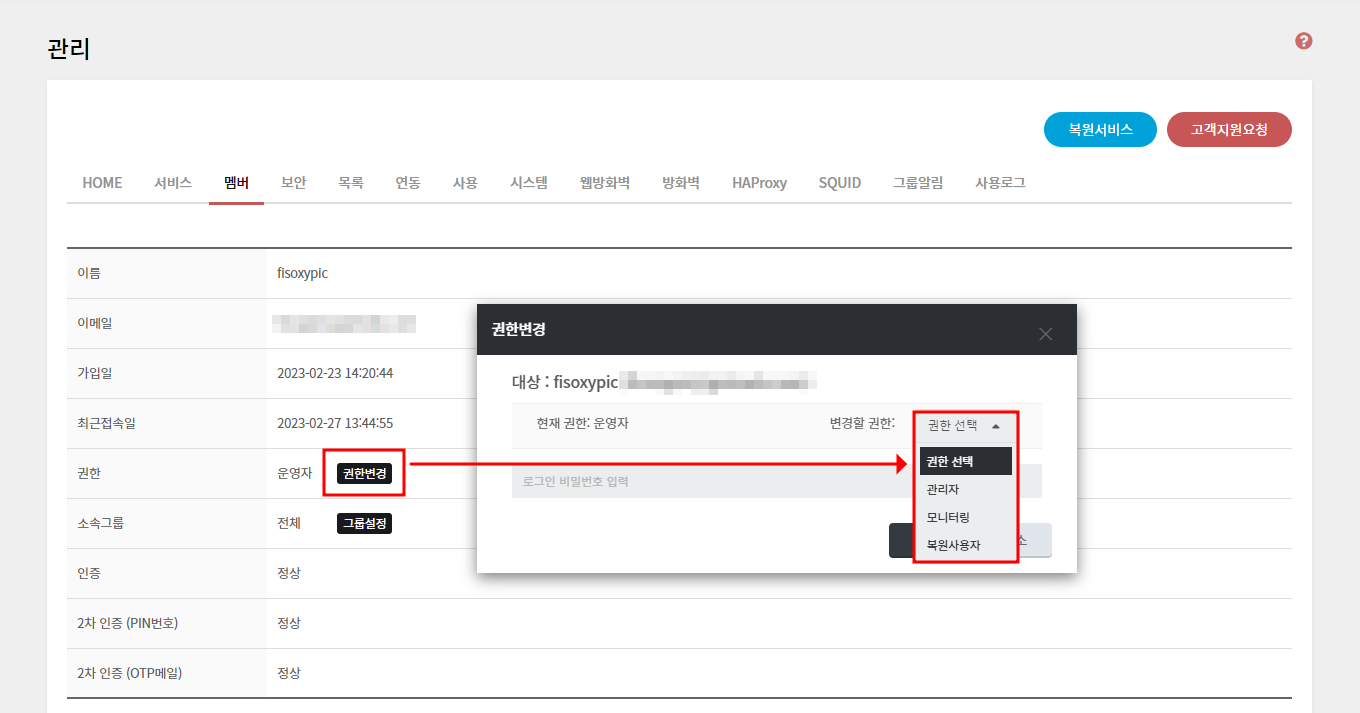 관리
?
복원서비스 고객지원요청
HOME 서비스 멤버 보안 목록 연동 사용 시스템 웹방화벽 방화벽 HAProxy SQUID 그룹알림 사용로그
이름 fisoxypic
이메일
가입일 2023-02-23 14:20:44
최근접속일 2023-02-27 13:44:55
권한 운영자 권한변경
소속그룹 전체 그룹설정
인증 정상
2차 인증 (PIN번호) 정상
2차 인증 (OTP메일) 정상
권한변경
대상 : fisoxypic
현재 권한: 운영자 변경할 권한: 권한 선택
로그인 비밀번호 입력
권한 선택
관리자
모니터링
복원사용자
소